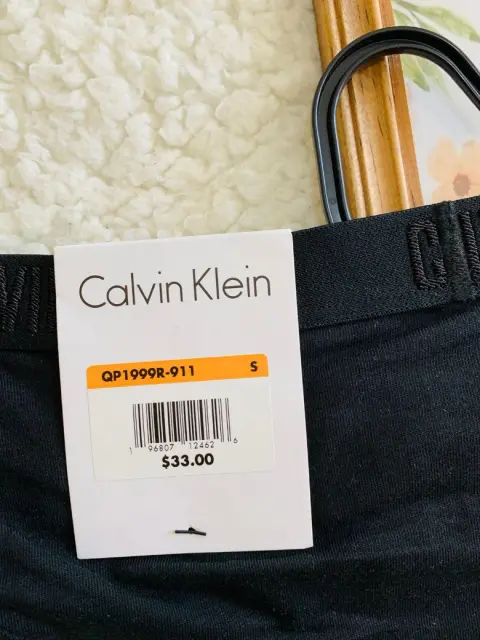 Calvin Klein
QP1999R-911 S
1 96807 12462 6
$33.00